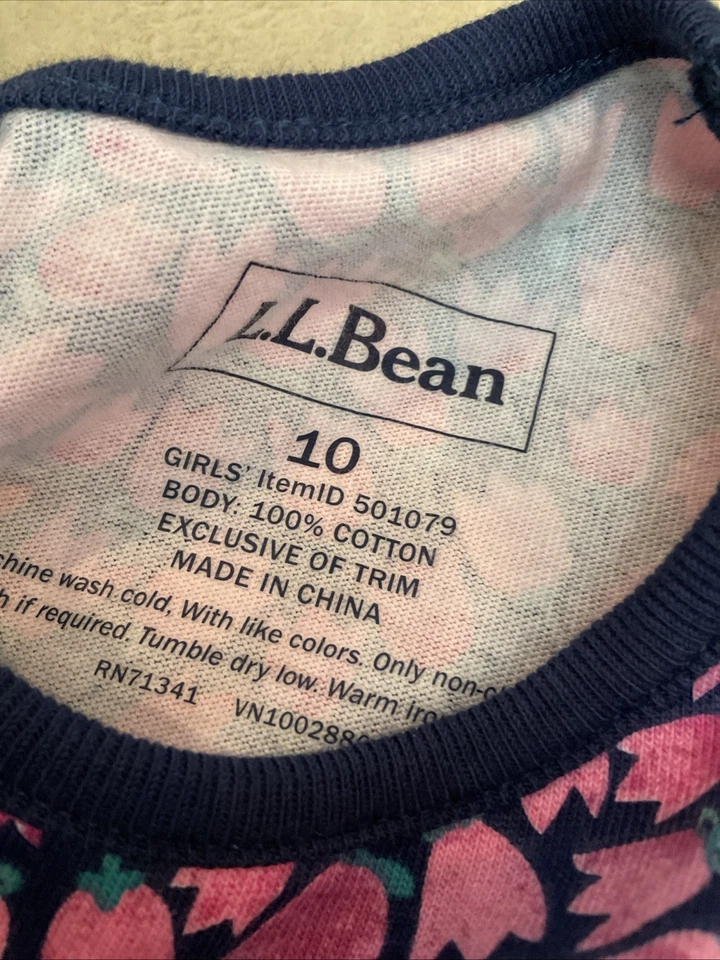 L.L.Bean
10
GIRLS' ItemID 501079
BODY: 100% COTTON
EXCLUSIVE OF TRIM
MADE IN CHINA
wash cold, With like colors. Only
if required. Tumble dry low. Warm
RN71341 VN100288